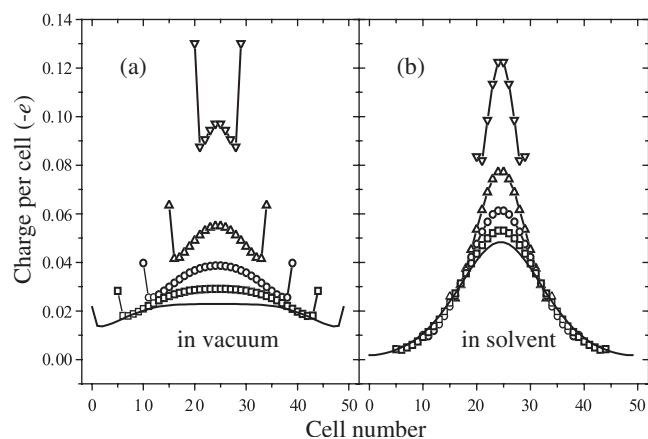 0.14
0.12
0.10
0.08
0.06
0.04
0.02
0.00
Charge per cell (-e)
(a)
(b)
in vacuum
in solvent
0 10 20 30 40 50
0 10 20 30 40 50
Cell number